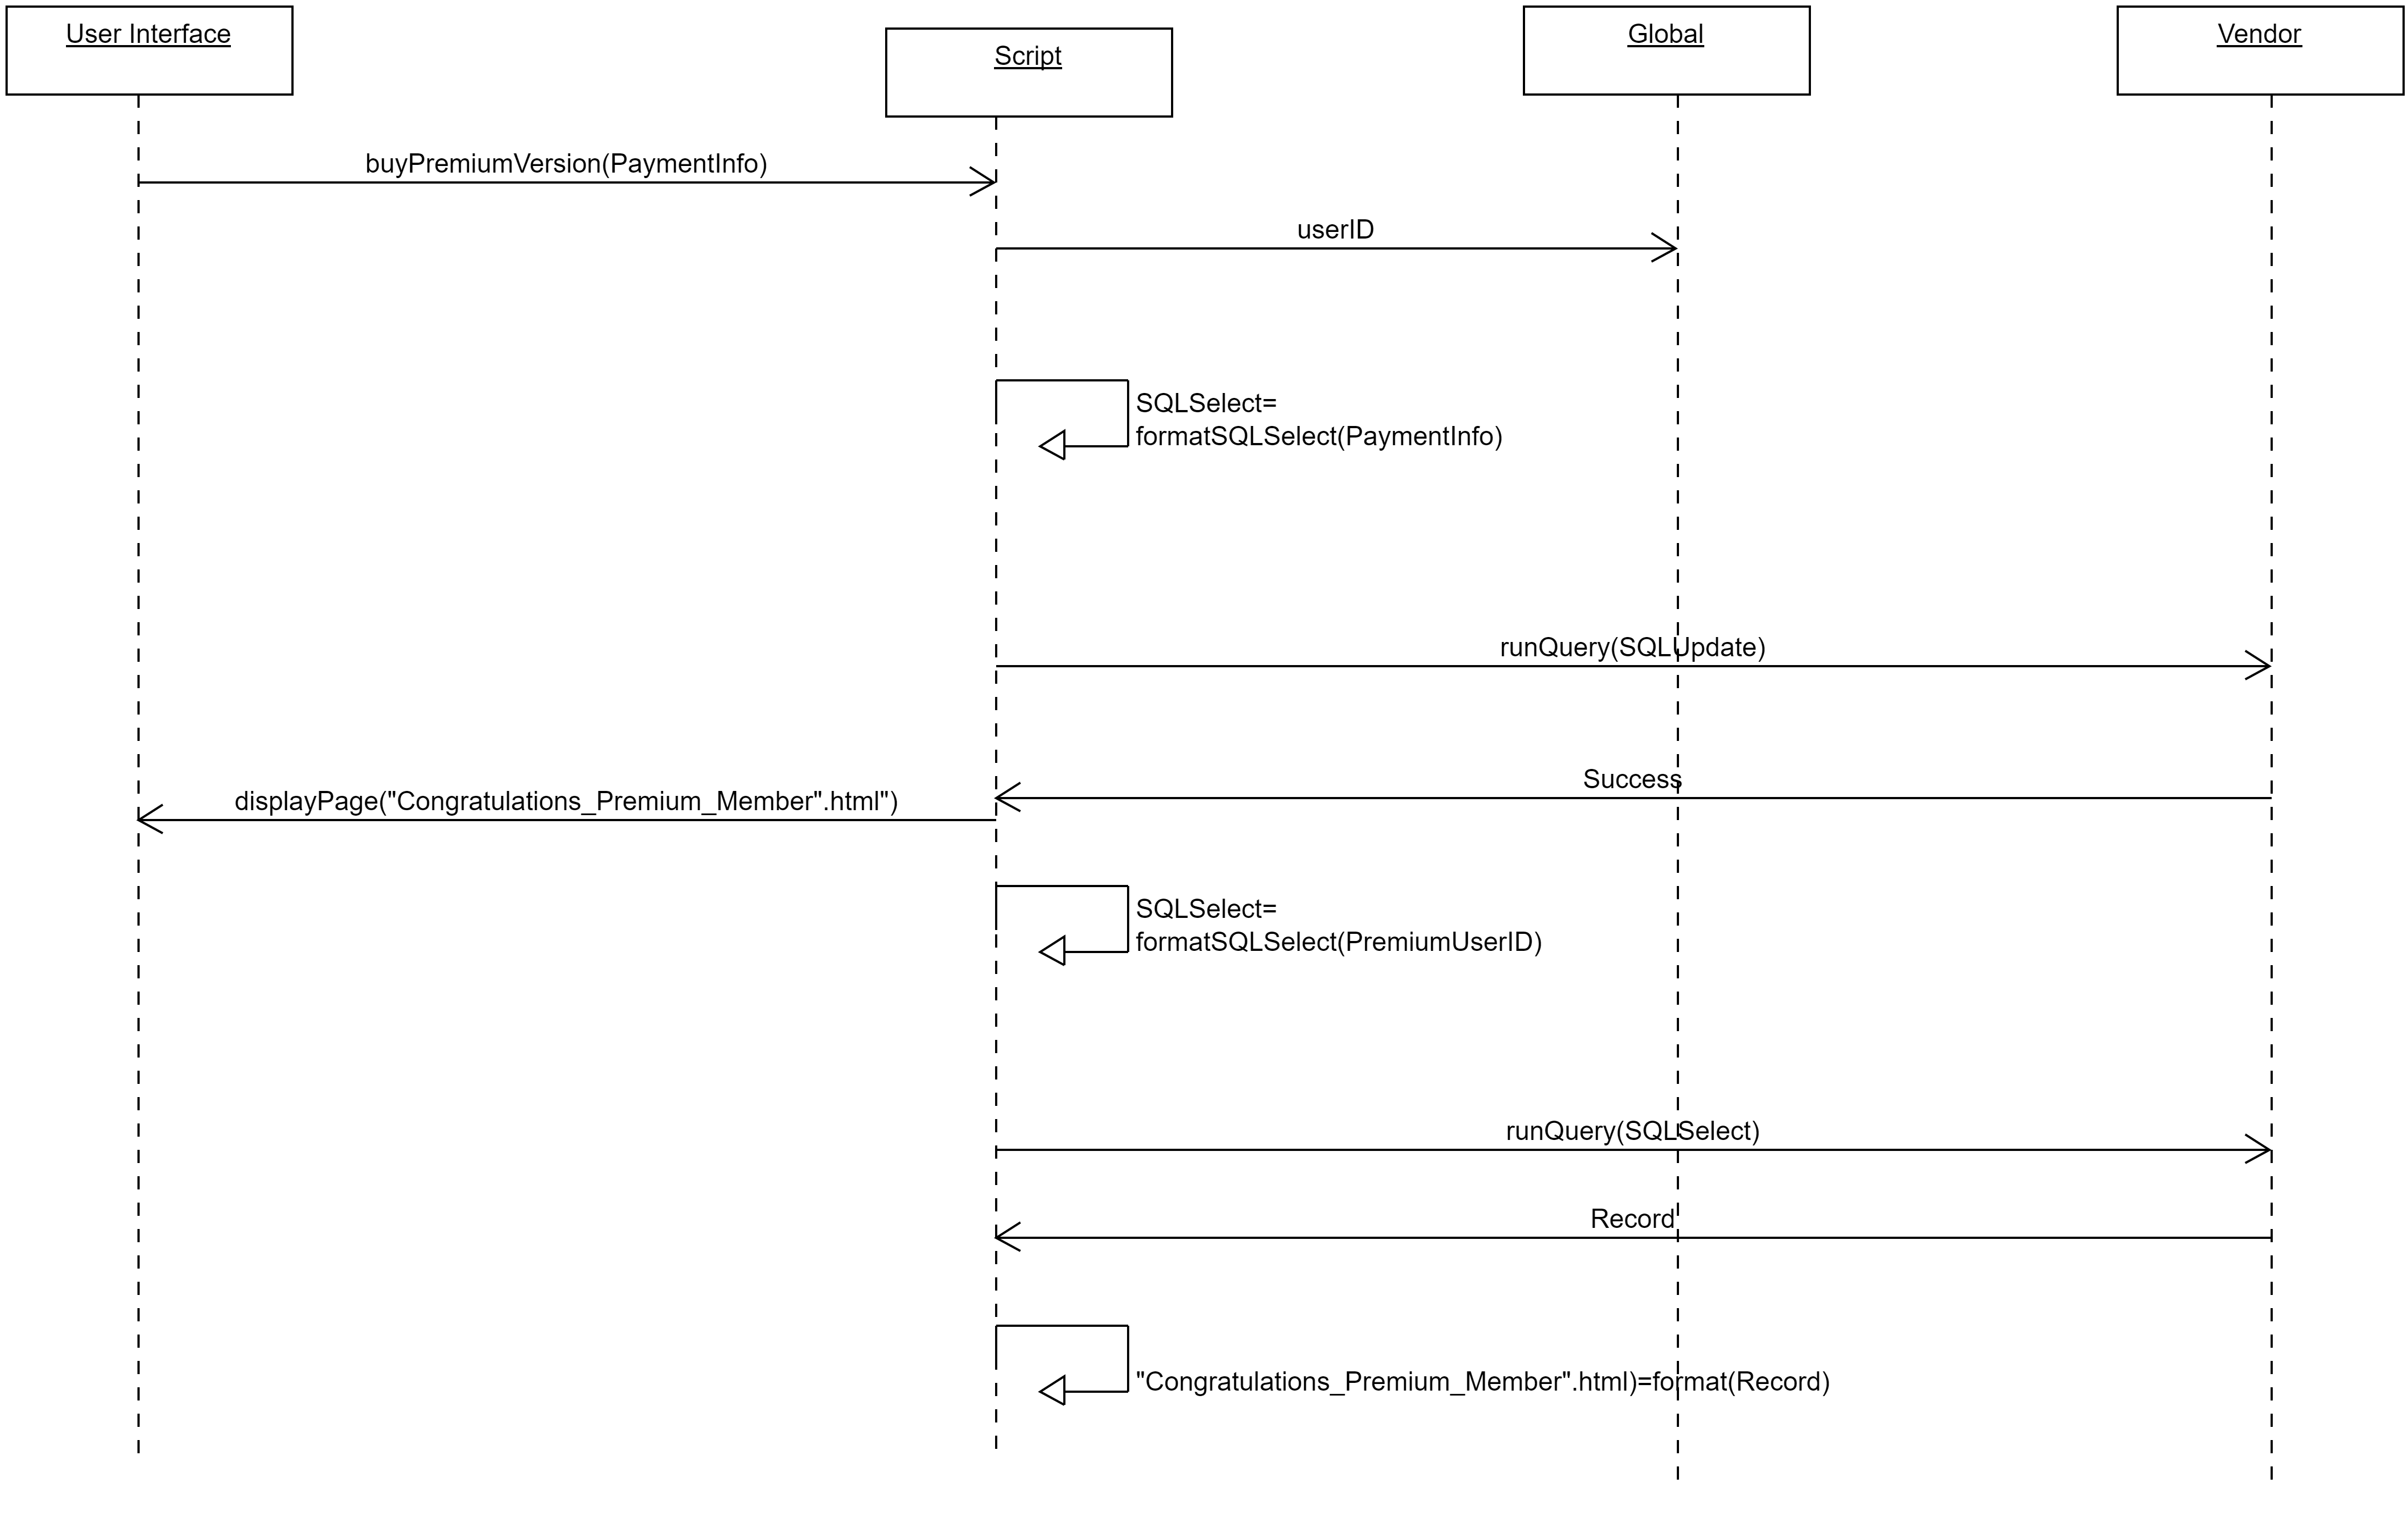 User Interface
Script
Global
Vendor
buyPremiumVersion(PaymentInfo)
userID
SQLSelect=
formatSQLSelect(PaymentInfo)
runQuery(SQLUpdate)
Success
displayPage("Congratulations_Premium_Member".html")
SQLSelect=
formatSQLSelect(PremiumUserID)
runQuery(SQLSelect)
Record
"Congratulations_Premium_Member".html)=format(Record)